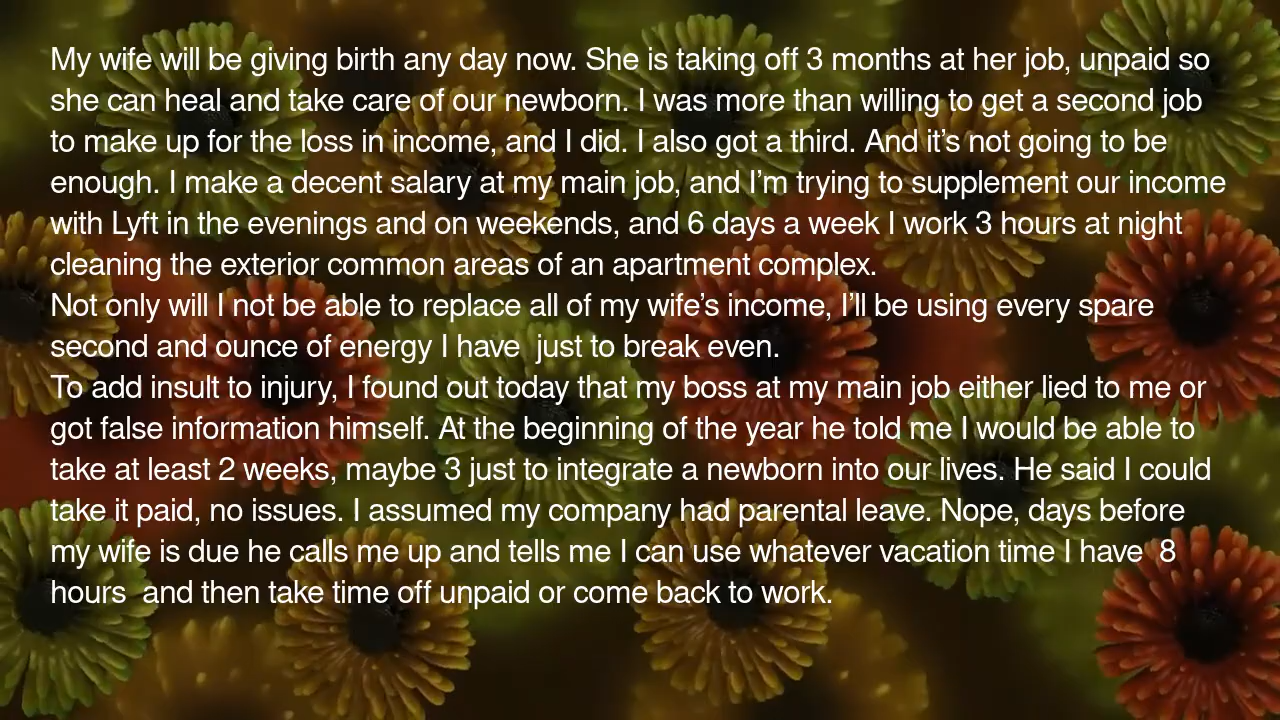 My wife will be giving birth any day now. She is taking off 3 months at her job, unpaid so
she can heal and take care of our newborn. I was more than willing to get a second job
to make up for the loss in income, and I did. I also got a third. And it’s not going to be
enough. I make a decent salary at my main job, and I’m trying to supplement our income
with Lyft in the evenings and on weekends, and 6 days a week I work 3 hours at night
cleaning the exterior common areas of an apartment complex.
Not only will I not be able to replace all of my wife’s income, I’ll be using every spare
second and ounce of energy I have  just to break even.
To add insult to injury, I found out today that my boss at my main job either lied to me or
got false information himself. At the beginning of the year he told me I would be able to
take at least 2 weeks, maybe 3 just to integrate a newborn into our lives. He said I could
take it paid, no issues. I assumed my company had parental leave. Nope, days before
my wife is due he calls me up and tells me I can use whatever vacation time I have  8
hours  and then take time off unpaid or come back to work.